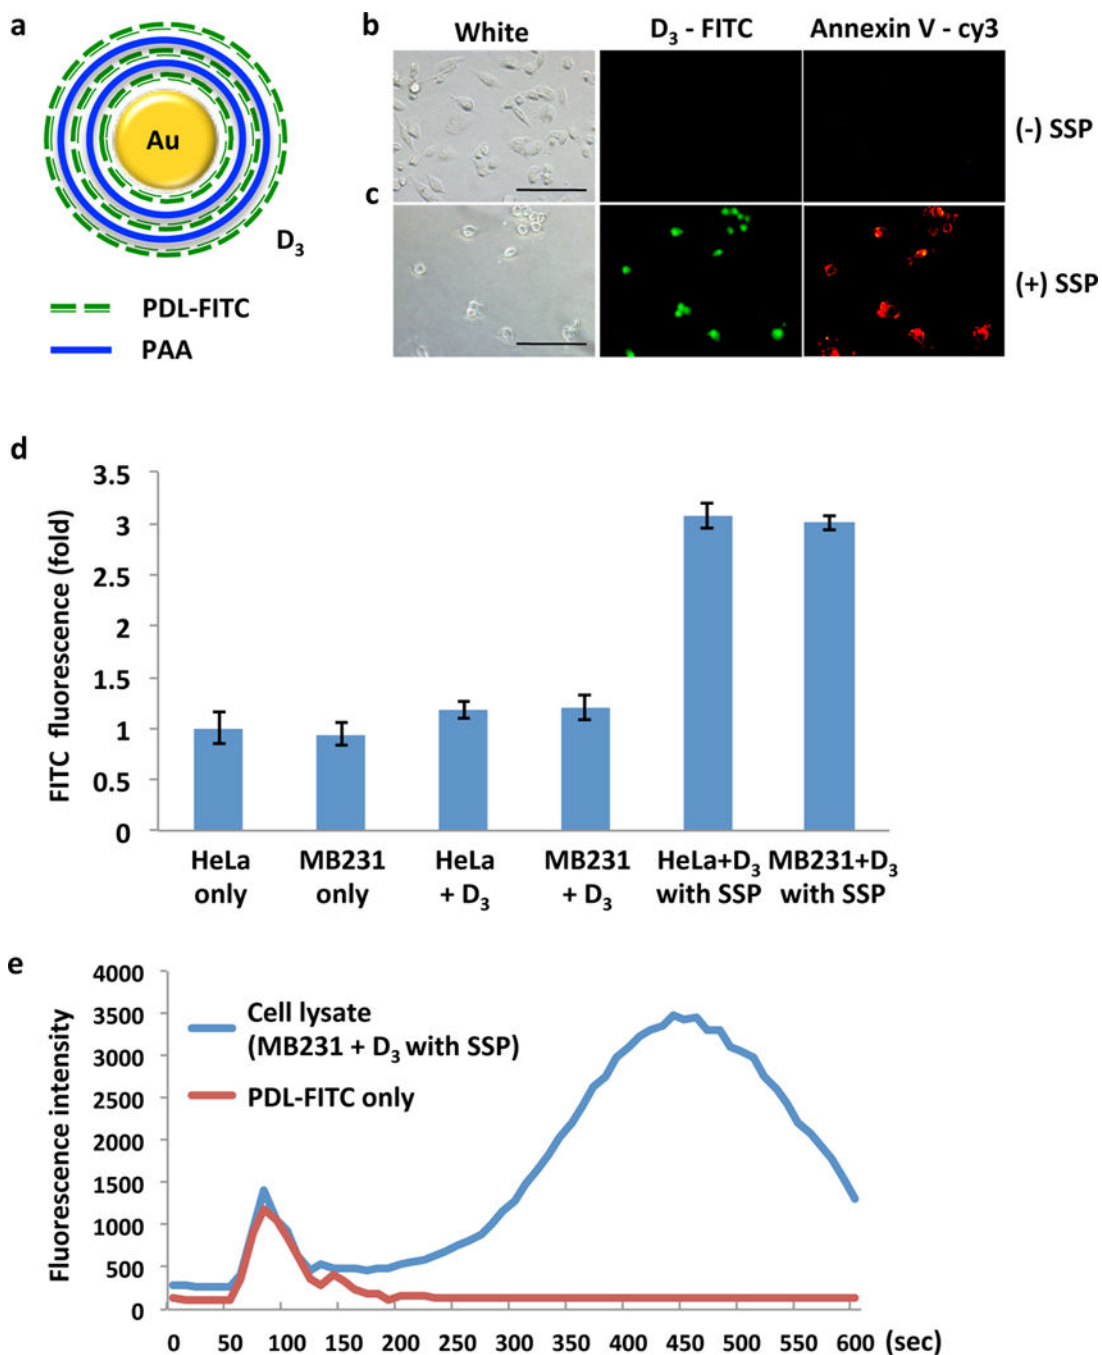 a
Au
D₃
PDL-FITC
PAA
b
White
D₃ - FITC
Annexin V - cy3
(-) SSP
c
(+) SSP
d
FITC fluorescence (fold)
3.5
3
2.5
2
1.5
1
0.5
0
HeLa only
MB231 only
HeLa + D₃
MB231 + D₃
HeLa+D₃ with SSP
MB231+D₃ with SSP
e
Fluorescence intensity
4000
3500
3000
2500
2000
1500
1000
500
0
Cell lysate
(MB231 + D₃ with SSP)
PDL-FITC only
0 50 100 150 200 250 300 350 400 450 500 550 600 (sec)